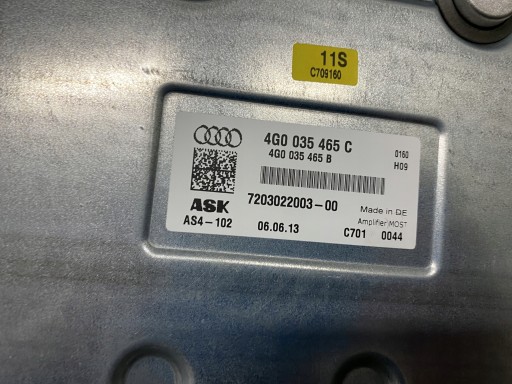 11S
C709160
4G0 035 465 C
4G0 035 465 B
0160
H09
ASK
7203022003-00
Made in DE
Amplifier MOST
AS4-102
06.06.13
C701 0044